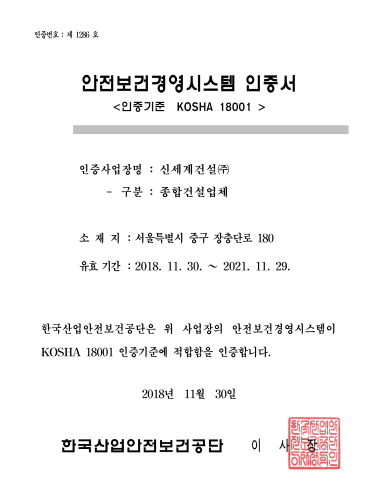 인증번호 : 제 1286 호
안전보건경영시스템 인증서
<인증기준 KOSHA 18001 >
인증사업장명 : 신세계건설㈜
- 구분 : 종합건설업체
소 재 지 : 서울특별시 중구 장충단로 180
유효기간 : 2018. 11. 30. ~ 2021. 11. 29.
한국산업안전보건공단은 위 사업장의 안전보건경영시스템이
KOSHA 18001 인증기준에 적합함을 인증합니다.
2018년 11월 30일
한국산업안전보건공단 이 사 장